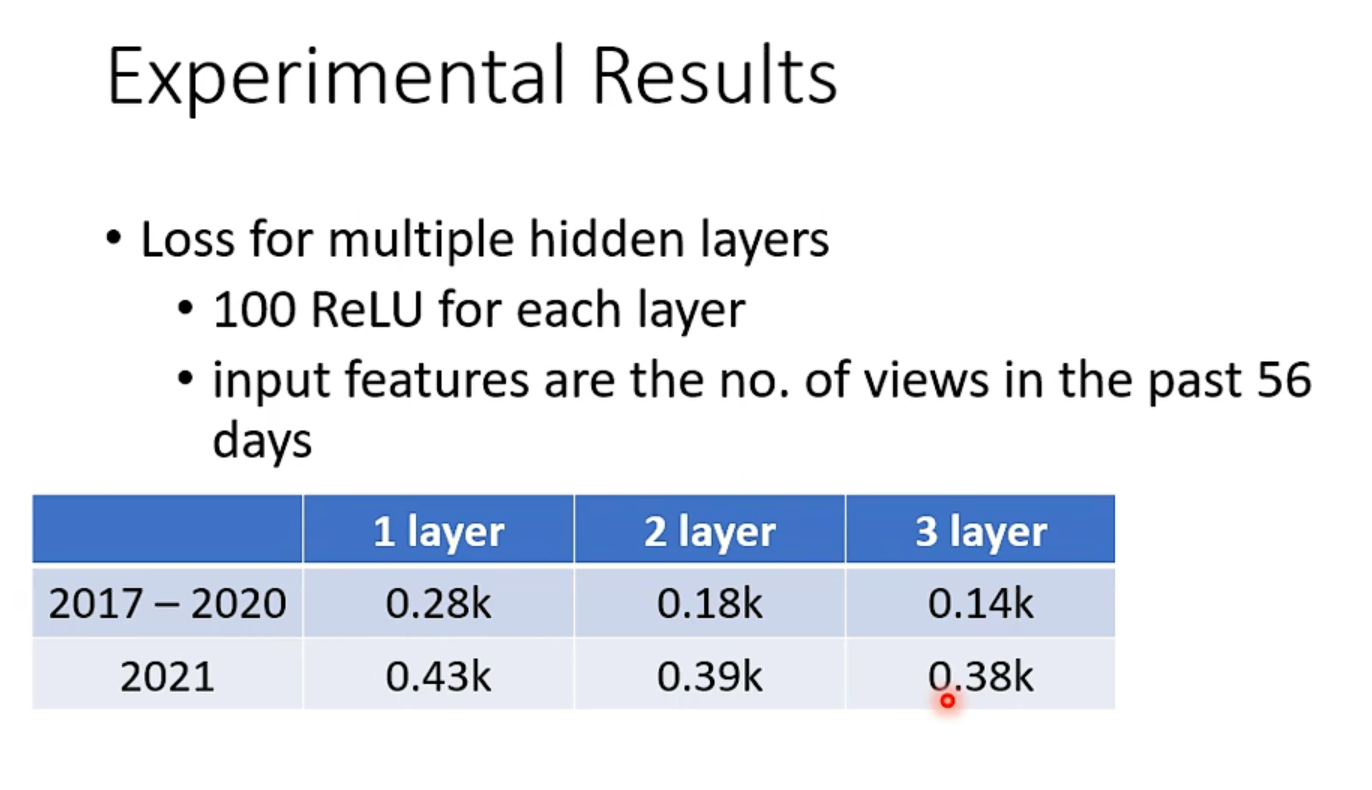 Experimental Results
• Loss for multiple hidden layers
• 100 ReLU for each layer
• input features are the no. of views in the past 56
days
1 layer 2 layer 3 layer
2017 – 2020 0.28k 0.18k 0.14k
2021 0.43k 0.39k 0.38k